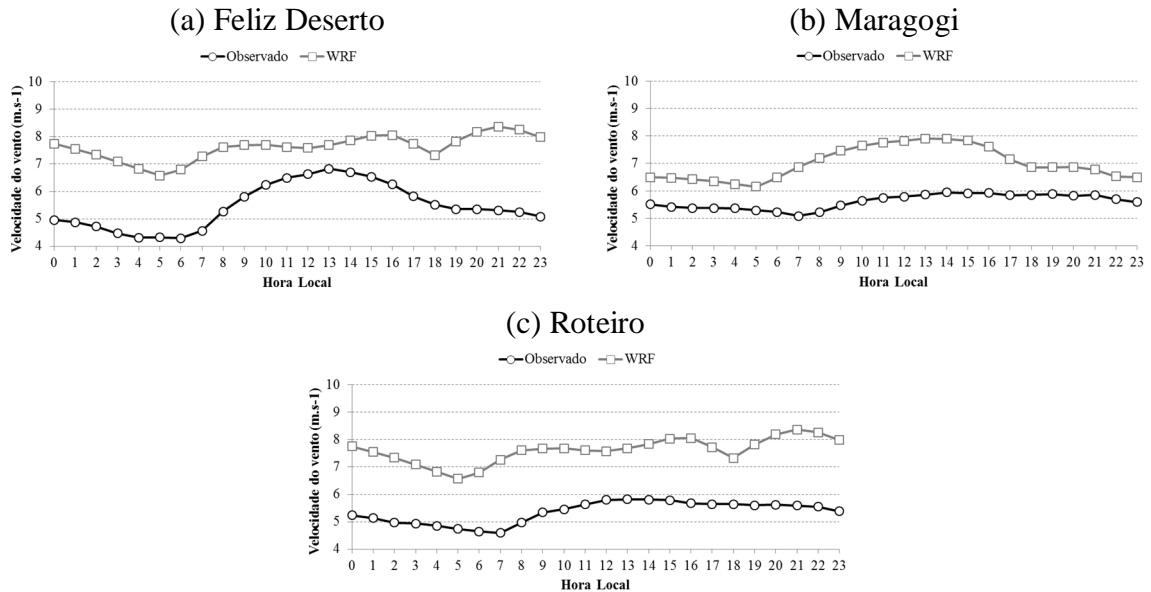 (a) Feliz Deserto
Observado WRF
Velocidade do vento (m.s-1)
10
9
8
7
6
5
4
0 1 2 3 4 5 6 7 8 9 10 11 12 13 14 15 16 17 18 19 20 21 22 23
Hora Local
(b) Maragogi
Observado WRF
Velocidade do vento (m.s-1)
10
9
8
7
6
5
4
0 1 2 3 4 5 6 7 8 9 10 11 12 13 14 15 16 17 18 19 20 21 22 23
Hora Local
(c) Roteiro
Observado WRF
Velocidade do vento (m.s-1)
10
9
8
7
6
5
4
0 1 2 3 4 5 6 7 8 9 10 11 12 13 14 15 16 17 18 19 20 21 22 23
Hora Local